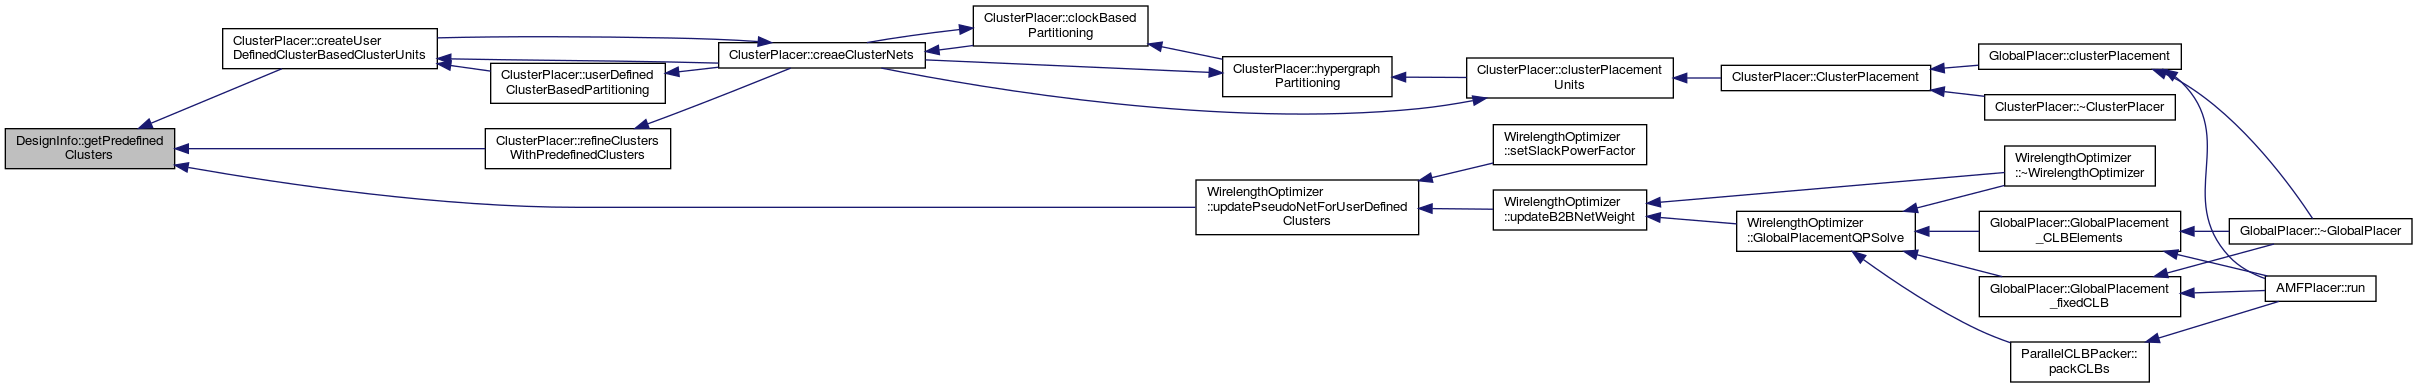 DesignInfo::getPredefined
Clusters
ClusterPlacer::createUser
DefinedClusterBasedClusterUnits
ClusterPlacer::userDefined
ClusterBasedPartitioning
ClusterPlacer::refineClusters
WithPredefinedClusters
ClusterPlacer::creaeClusterNets
ClusterPlacer::clockBased
Partitioning
ClusterPlacer::hypergraph
Partitioning
ClusterPlacer::clusterPlacement
Units
ClusterPlacer::ClusterPlacement
GlobalPlacer::clusterPlacement
ClusterPlacer::~ClusterPlacer
WirelengthOptimizer
::updatePseudoNetForUserDefined
Clusters
WirelengthOptimizer
::setSlackPowerFactor
WirelengthOptimizer
::updateB2BNetWeight
WirelengthOptimizer
::GlobalPlacementQPSolve
WirelengthOptimizer
::~WirelengthOptimizer
GlobalPlacer::GlobalPlacement
_CLBElements
GlobalPlacer::GlobalPlacement
_fixedCLB
ParallelCLBPacker::
packCLBs
GlobalPlacer::~GlobalPlacer
AMFPlacer::run